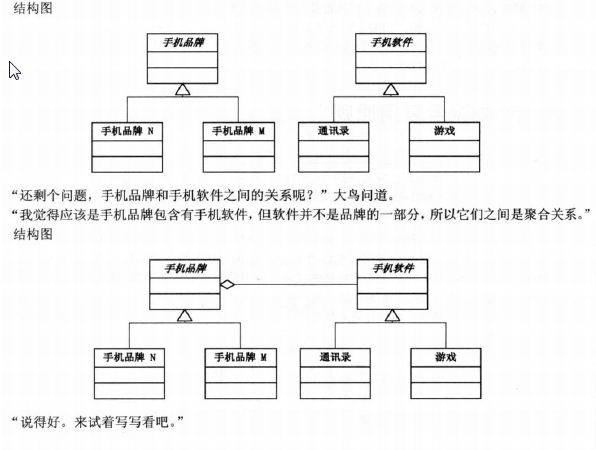 结构图
手机品牌 手机软件
手机品牌 N 手机品牌 M 通讯录 游戏
“还剩个问题，手机品牌和手机软件之间的关系呢？”大鸟问道。
“我觉得应该是手机品牌包含有手机软件，但软件并不是品牌的一部分，所以它们之间是聚合关系。”
结构图
手机品牌 手机软件
手机品牌 N 手机品牌 M 通讯录 游戏
“说得好。来试着写写看吧。”